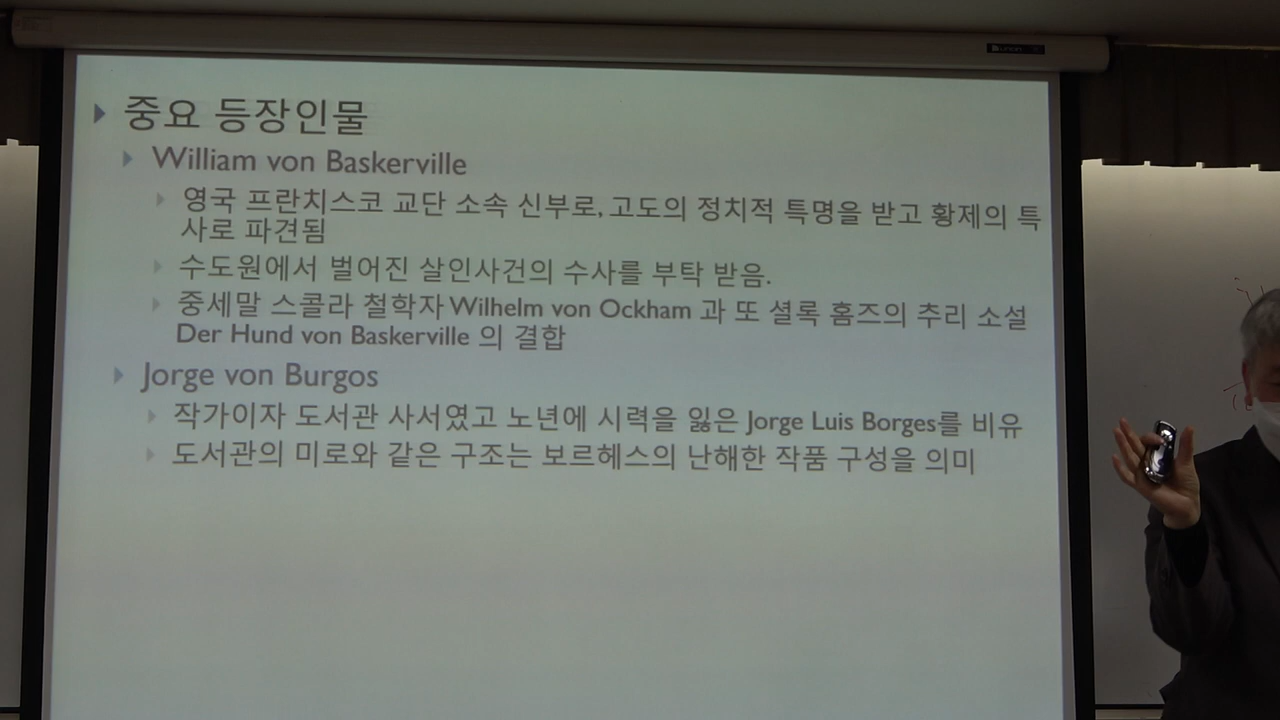 중요 등장인물
William von Baskerville
영국 프란치스코 교단 소속 신부로, 고도의 정치적 특명을 받고 황제의 특
사로 파견됨
수도원에서 벌어진 살인사건의 수사를 부탁 받음.
중세말 스콜라 철학자 Wilhelm von Ockham 과 또 셜록 홈즈의 추리 소설
Der Hund von Baskerville 의 결합
Jorge von Burgos
작가이자 도서관 사서였고 노년에 시력을 잃은 Jorge Luis Borges를 비유
도서관의 미로와 같은 구조는 보르헤스의 난해한 작품 구성을 의미